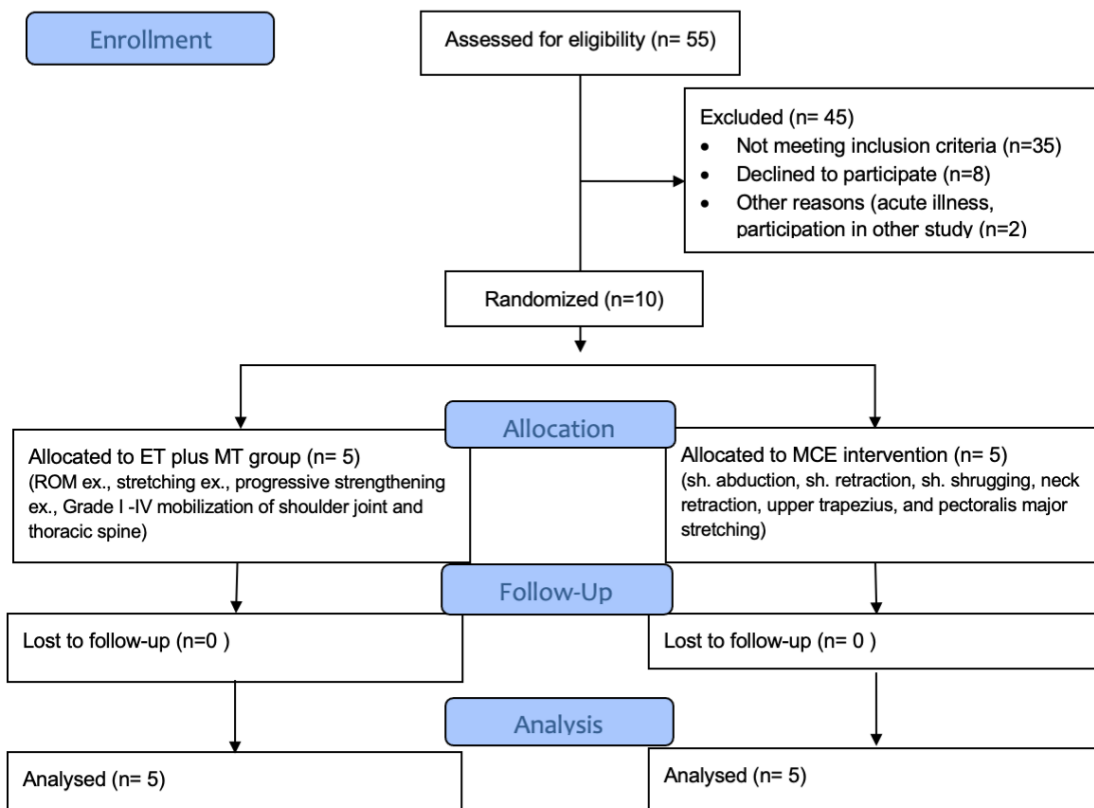 Enrollment
Assessed for eligibility (n= 55)
Excluded (n= 45)
• Not meeting inclusion criteria (n=35)
• Declined to participate (n=8)
• Other reasons (acute illness,
participation in other study (n=2)
Randomized (n=10)
Allocation
Allocated to ET plus MT group (n= 5)
(ROM ex., stretching ex., progressive strengthening
ex., Grade I -IV mobilization of shoulder joint and
thoracic spine)
Allocated to MCE intervention (n= 5)
(sh. abduction, sh. retraction, sh. shrugging, neck
retraction, upper trapezius, and pectoralis major
stretching)
Follow-Up
Lost to follow-up (n=0 )
Lost to follow-up (n= 0 )
Analysis
Analysed (n= 5)
Analysed (n= 5)